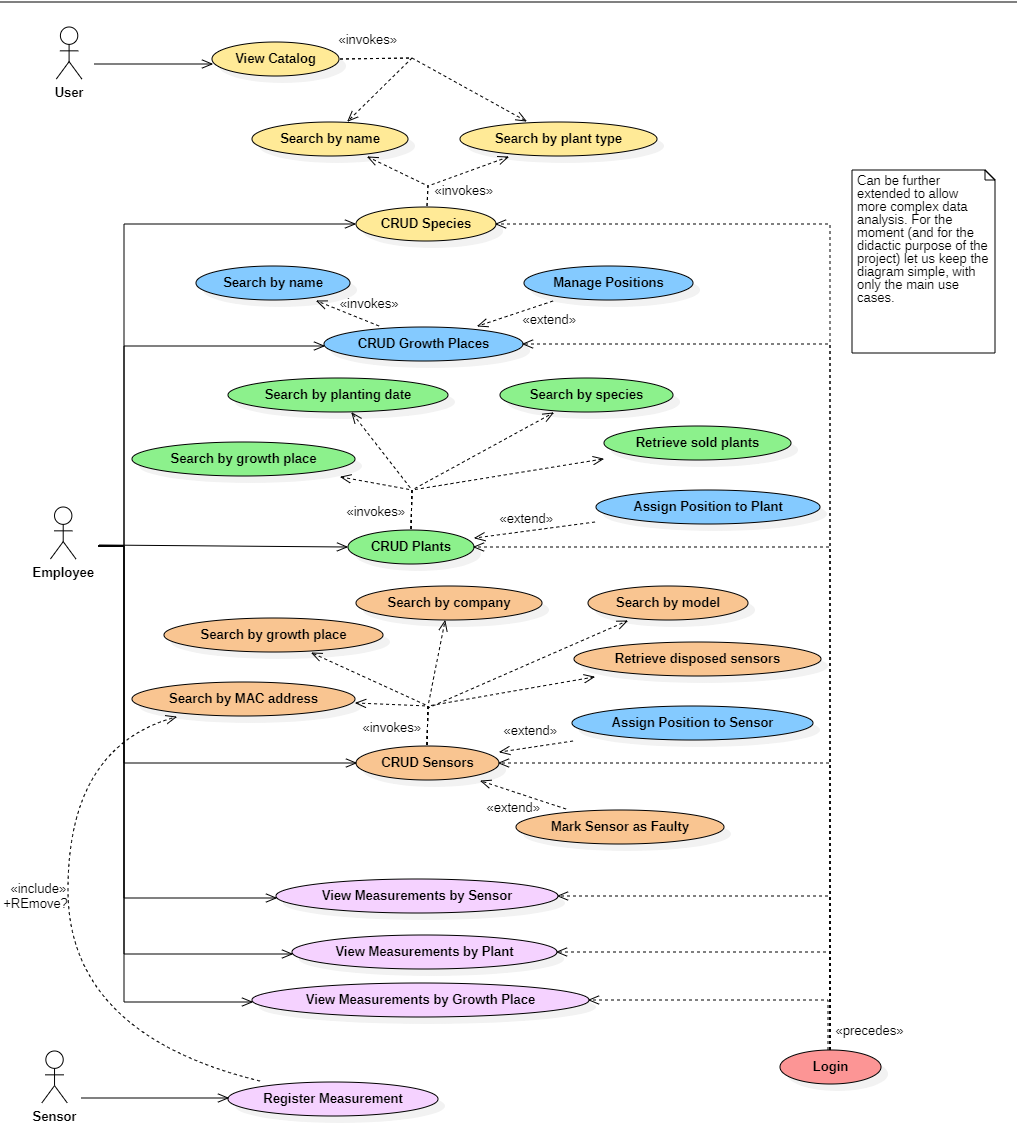 «invokes»
View Catalog
User
Search by name
Search by plant type
«invokes»
CRUD Species
Can be further
extended to allow
more complex data
analysis. For the
moment (and for the
didactic purpose of the
project) let us keep the
diagram simple, with
only the main use
cases.
Search by name
Manage Positions
«invokes»
«extend»
CRUD Growth Places
Search by planting date
Search by species
Retrieve sold plants
Search by growth place
«invokes»
«extend»
Assign Position to Plant
CRUD Plants
Employee
Search by company
Search by model
Search by growth place
Retrieve disposed sensors
Search by MAC address
«invokes»
«extend»
Assign Position to Sensor
CRUD Sensors
«extend»
Mark Sensor as Faulty
«include»
+REmove?
View Measurements by Sensor
View Measurements by Plant
View Measurements by Growth Place
«precedes»
Login
Register Measurement
Sensor